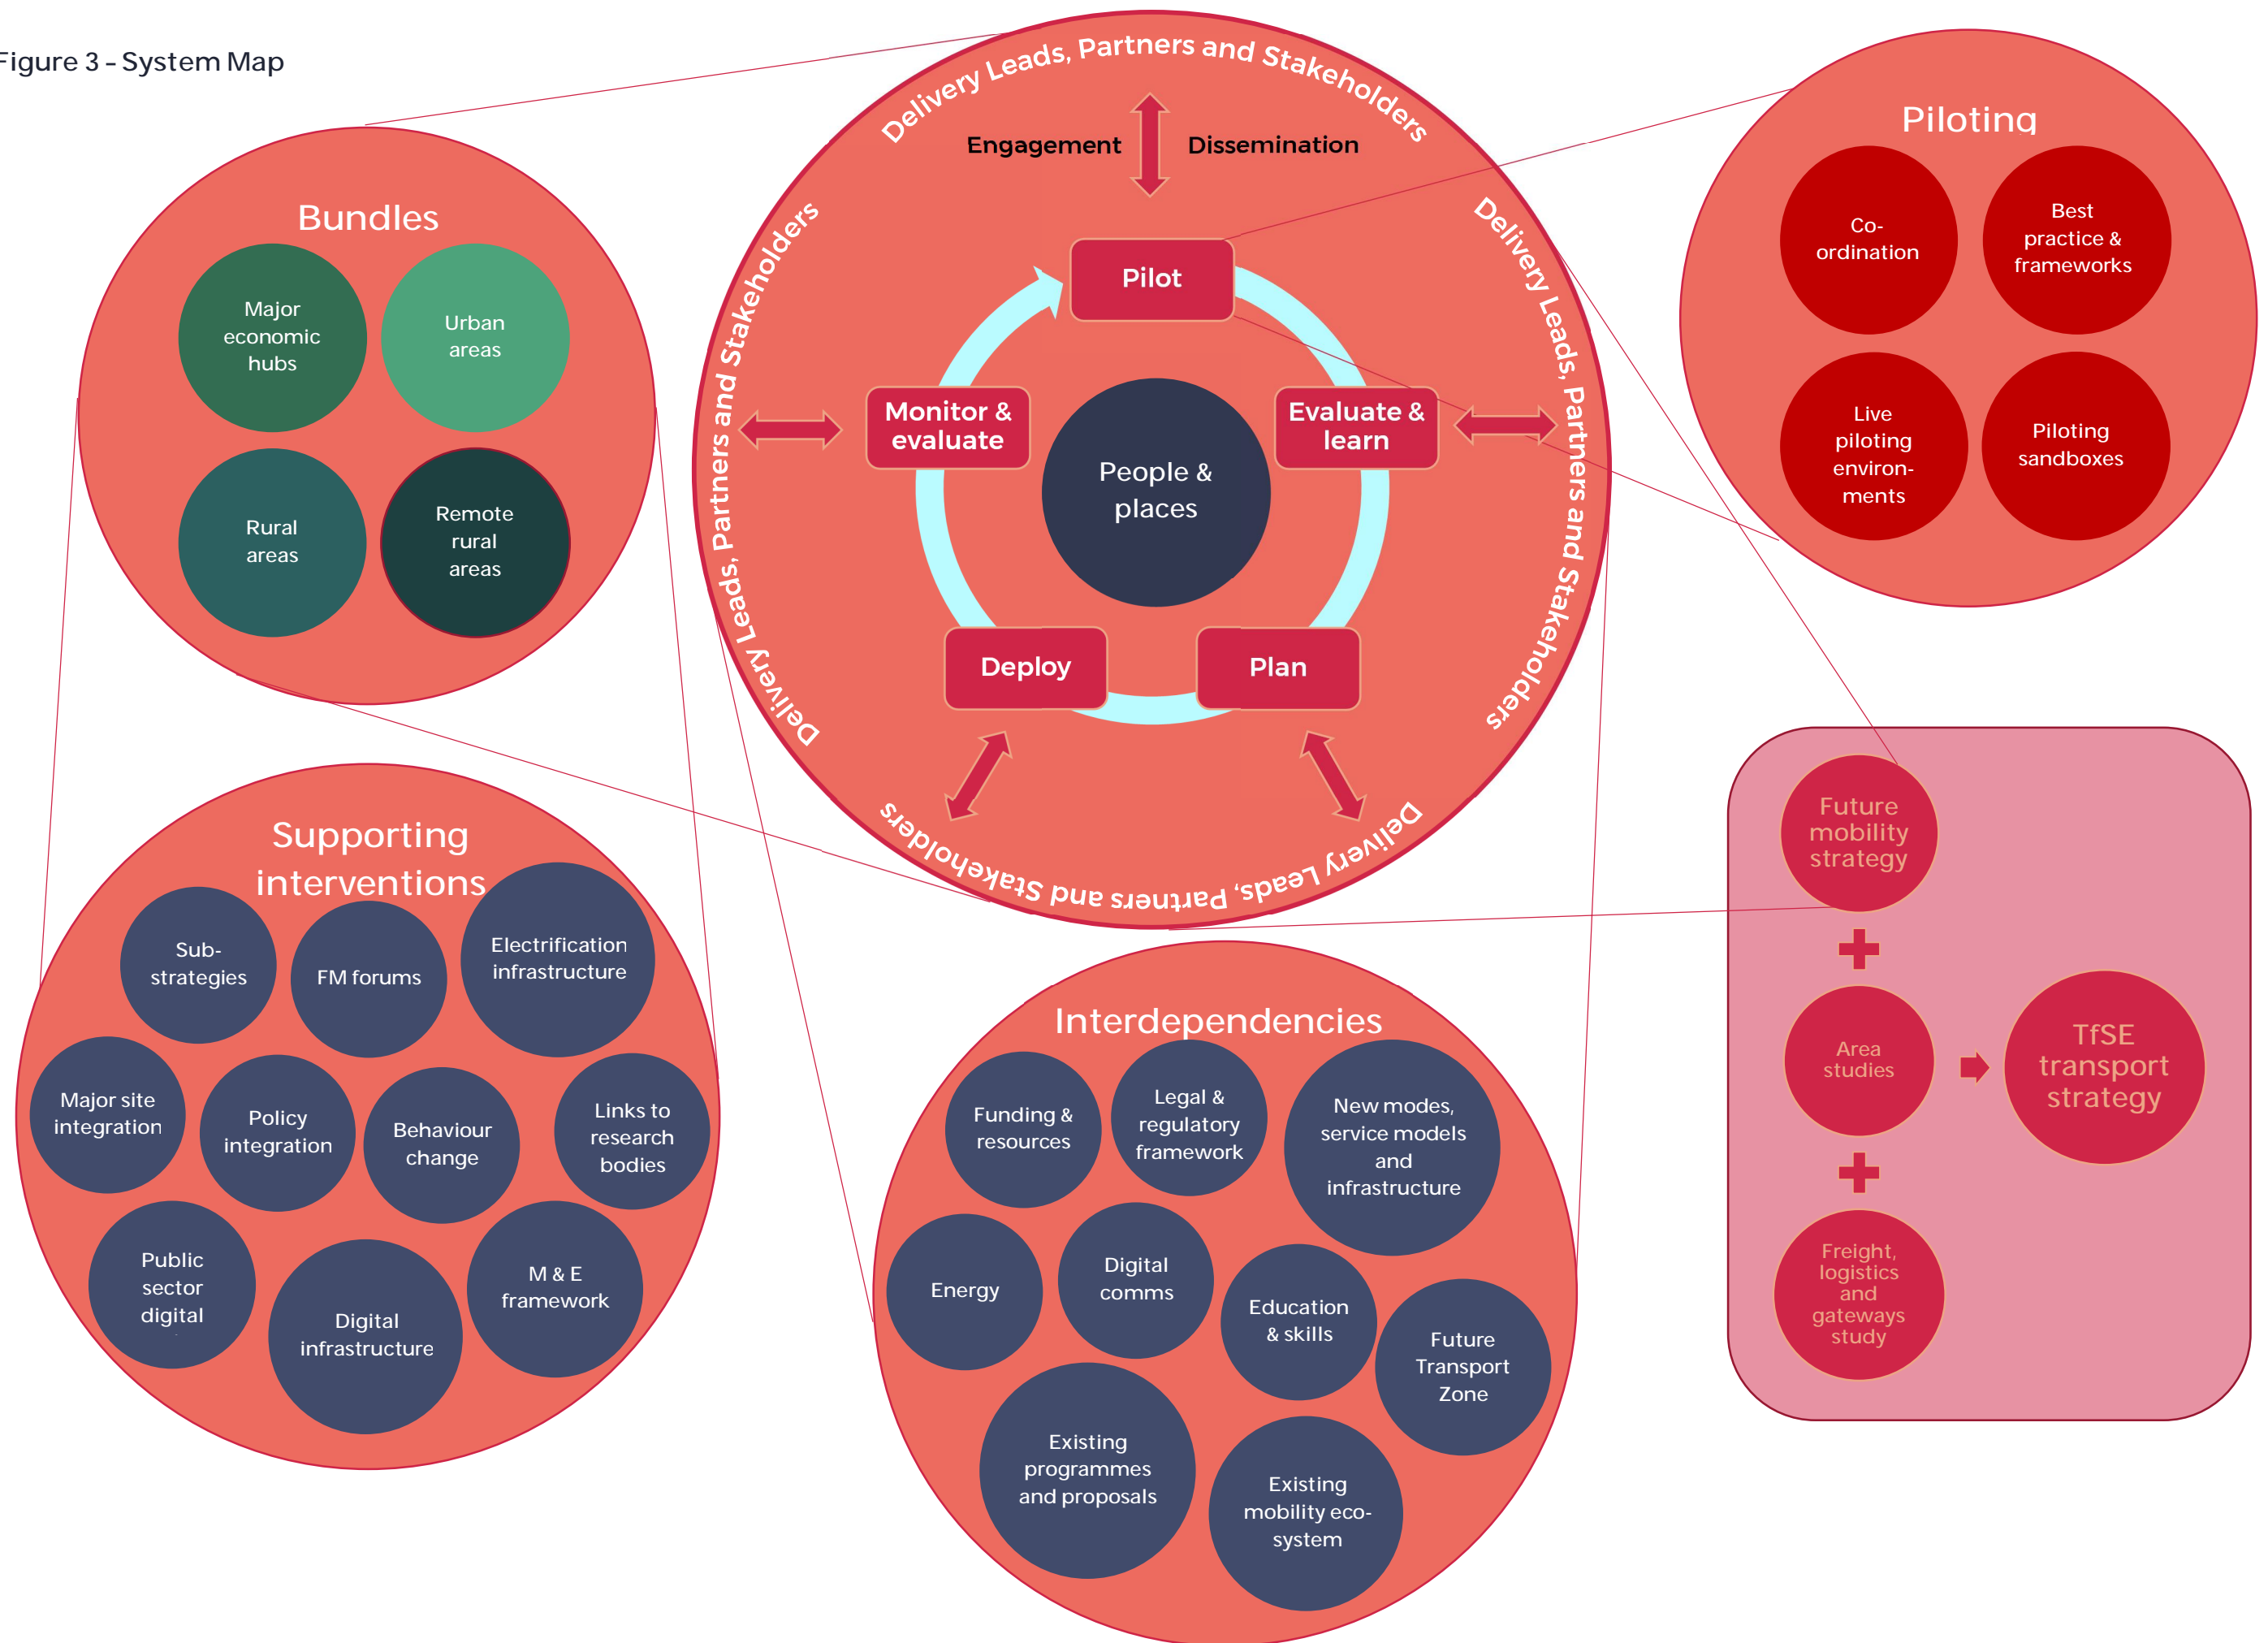 Figure 3 - System Map
Delivery Leads, Partners and Stakeholders
Engagement
Dissemination
Delivery Leads, Partners and Stakeholders
Delivery Leads, Partners and Stakeholders
Delivery Leads, Partners and Stakeholders
Delivery Leads, Partners and Stakeholders
Pilot
Evaluate &
learn
Plan
Deploy
Monitor &
evaluate
People &
places
Bundles
Major
economic
hubs
Urban
areas
Rural
areas
Remote
rural
areas
Piloting
Co-
ordination
Best
practice &
frameworks
Live
piloting
environ-
ments
Piloting
sandboxes
Supporting
interventions
Sub-
strategies
FM forums
Electrification
infrastructure
Major site
integration
Policy
integration
Behaviour
change
Links to
research
bodies
Public
sector
digital
Digital
infrastructure
M & E
framework
Interdependencies
Funding &
resources
Legal &
regulatory
framework
New modes,
service models
and
infrastructure
Energy
Digital
comms
Education
& skills
Future
Transport
Zone
Existing
programmes
and proposals
Existing
mobility eco-
system
Future
mobility
strategy
Area
studies
Freight,
logistics
and
gateways
study
TfSE
transport
strategy